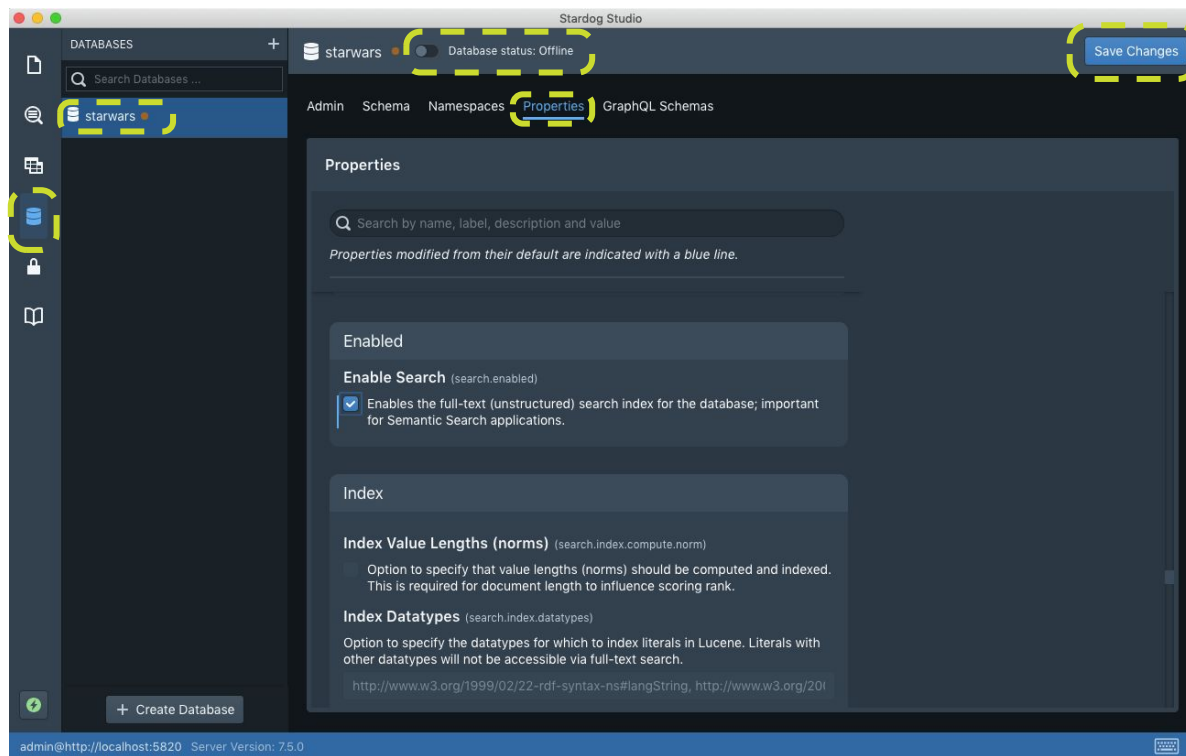 Stardog Studio
DATABASES +
Search Databases ...
starwars
+ Create Database
starwars Database status: Offline
Save Changes
Admin Schema Namespaces Properties GraphQL Schemas
Properties
Search by name, label, description and value
Properties modified from their default are indicated with a blue line.
Enabled
Enable Search (search.enabled)
Enables the full-text (unstructured) search index for the database; important
for Semantic Search applications.
Index
Index Value Lengths (norms) (search.index.compute.norm)
Option to specify that value lengths (norms) should be computed and indexed.
This is required for document length to influence scoring rank.
Index Datatypes (search.index.datatypes)
Option to specify the datatypes for which to index literals in Lucene. Literals with
other datatypes will not be accessible via full-text search.
http://www.w3.org/1999/02/22-rdf-syntax-ns#langString, http://www.w3.org/200
admin@http://localhost:5820 Server Version: 7.5.0